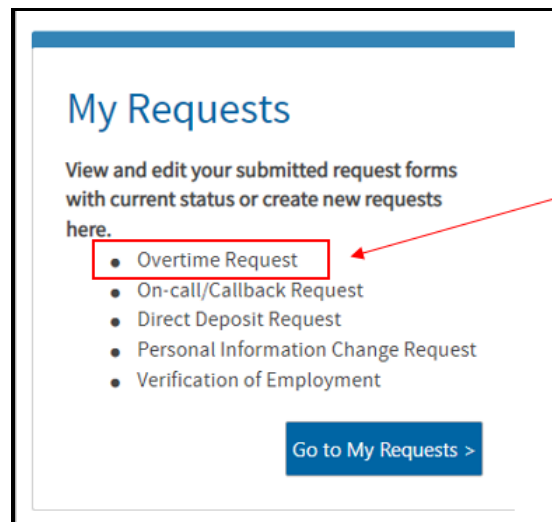 My Requests
View and edit your submitted request forms
with current status or create new requests
here.
• Overtime Request
• On-call/Callback Request
• Direct Deposit Request
• Personal Information Change Request
• Verification of Employment
Go to My Requests >